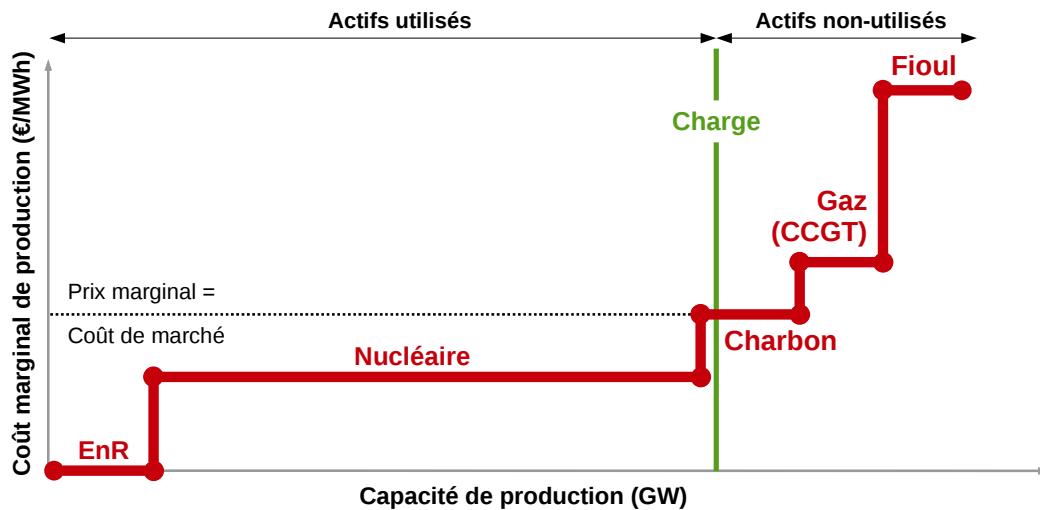 Actifs utilisés
Actifs non-utilisés
Fioul
Charge
Gaz
(CCGT)
Prix marginal =
Coût de marché
Charbon
Nucléaire
EnR
Coût marginal de production (€/MWh)
Capacité de production (GW)